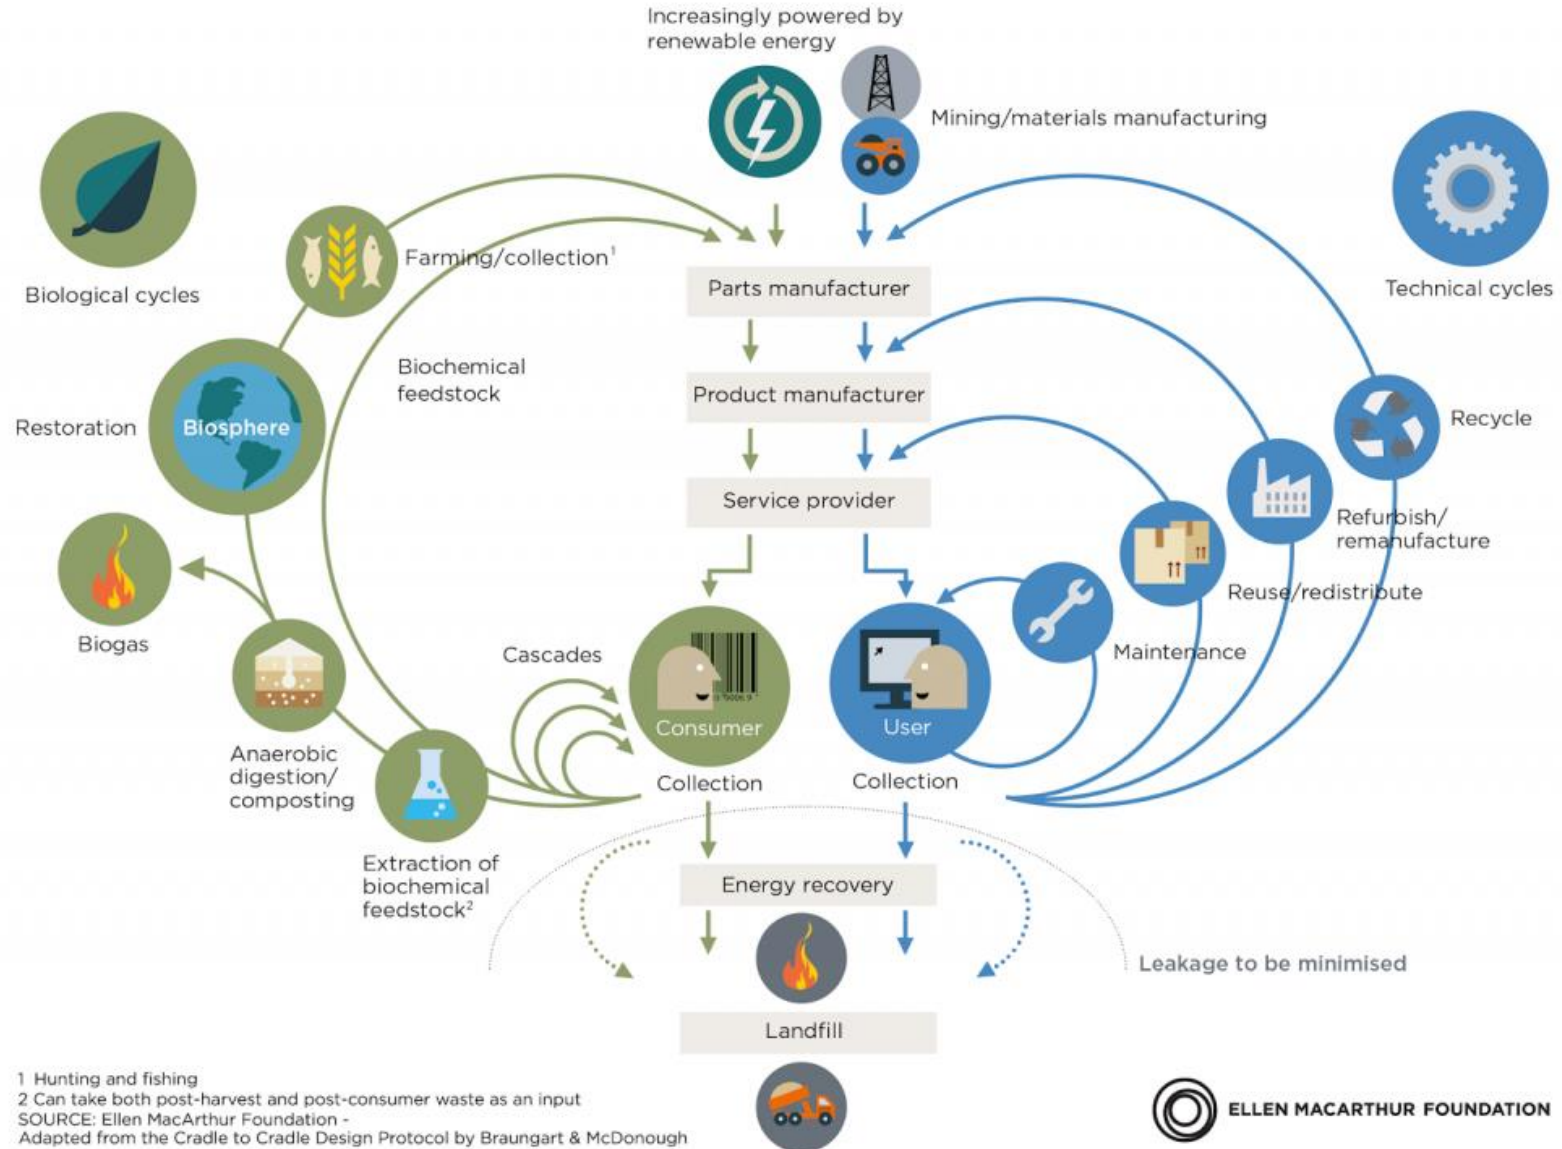 Increasingly powered by
renewable energy
Mining/materials manufacturing
Biological cycles
Technical cycles
Farming/collection¹
Parts manufacturer
Biochemical
feedstock
Product manufacturer
Restoration
Biosphere
Recycle
Service provider
Refurbish/
remanufacture
Reuse/redistribute
Biogas
Cascades
Maintenance
Consumer
User
Collection
Collection
Anaerobic
digestion/
composting
Extraction of
biochemical
feedstock²
Energy recovery
Leakage to be minimised
Landfill
1 Hunting and fishing
2 Can take both post-harvest and post-consumer waste as an input
SOURCE: Ellen MacArthur Foundation -
Adapted from the Cradle to Cradle Design Protocol by Braungart & McDonough
ELLEN MACARTHUR FOUNDATION